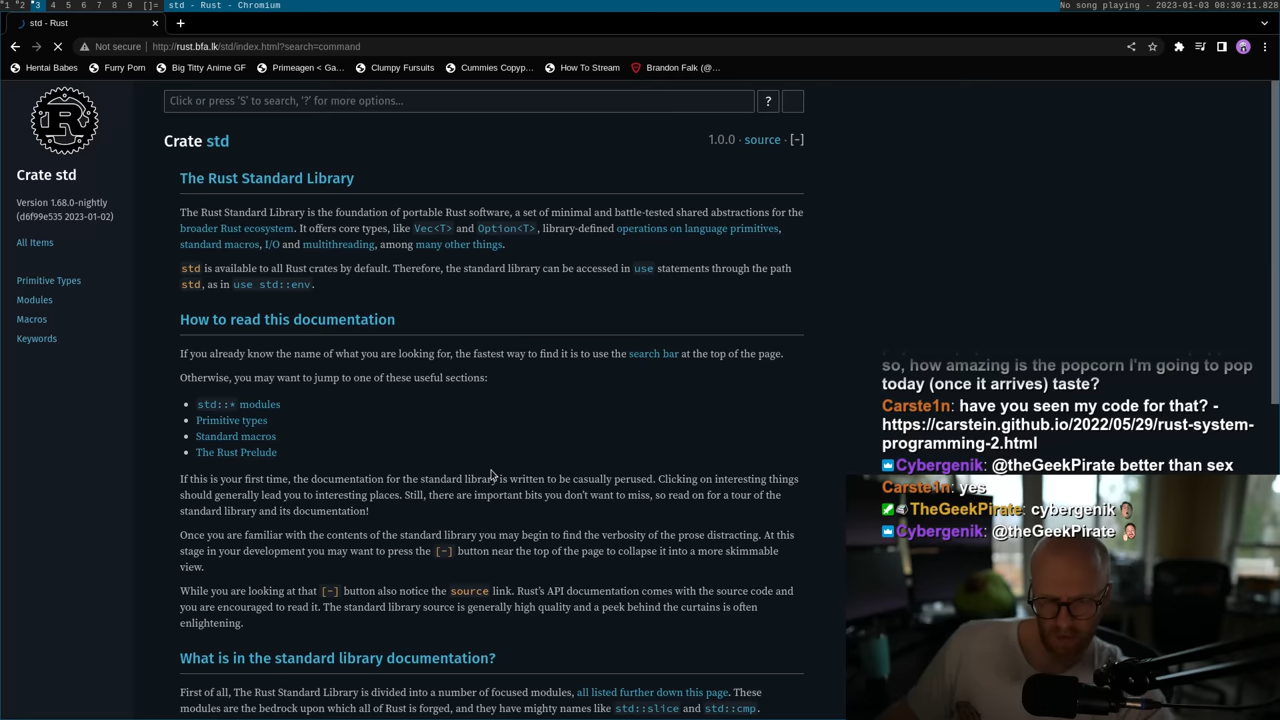 1 2 3 4 5 6 7 8 9 []= std - Rust - Chromium No song playing - 2023-01-03 08:30:11.828
std - Rust
Not secure http://rust.bfa.lk/std/index.html?search=command
Hentai Babes Furry Porn Big Titty Anime GF Primeagen < Ga… Clumpy Fursuits Cummies Copyp… How To Stream Brandon Falk (@…
Click or press 'S' to search, '?' for more options… ?
Crate std
1.0.0 · source · [-]
Crate std
Version 1.68.0-nightly
(d6f99e535 2023-01-02)
All Items
Primitive Types
Modules
Macros
Keywords
The Rust Standard Library
The Rust Standard Library is the foundation of portable Rust software, a set of minimal and battle-tested shared abstractions for the
broader Rust ecosystem. It offers core types, like Vec<T> and Option<T>, library-defined operations on language primitives,
standard macros, I/O and multithreading, among many other things.
std is available to all Rust crates by default. Therefore, the standard library can be accessed in use statements through the path
std, as in use std::env.
How to read this documentation
If you already know the name of what you are looking for, the fastest way to find it is to use the search bar at the top of the page.
Otherwise, you may want to jump to one of these useful sections:
std::* modules
Primitive types
Standard macros
The Rust Prelude
If this is your first time, the documentation for the standard library is written to be casually perused. Clicking on interesting things
should generally lead you to interesting places. Still, there are important bits you don't want to miss, so read on for a tour of the
standard library and its documentation!
Once you are familiar with the contents of the standard library you may begin to find the verbosity of the prose distracting. At this
stage in your development you may want to press the [-] button near the top of the page to collapse it into a more skimmable
view.
While you are looking at that [-] button also notice the source link. Rust's API documentation comes with the source code and
you are encouraged to read it. The standard library source is generally high quality and a peek behind the curtains is often
enlightening.
What is in the standard library documentation?
First of all, The Rust Standard Library is divided into a number of focused modules, all listed further down this page. These
modules are the bedrock upon which all of Rust is forged, and they have mighty names like std::slice and std::cmp.
so, how amazing is the popcorn I'm going to pop
today (once it arrives) taste?
Carste1n: have you seen my code for that? -
https://carstein.github.io/2022/05/29/rust-system-
programming-2.html
Cybergenik: @theGeekPirate better than sex
Carste1n: yes
TheGeekPirate: cybergenik
Cybergenik: @theGeekPirate